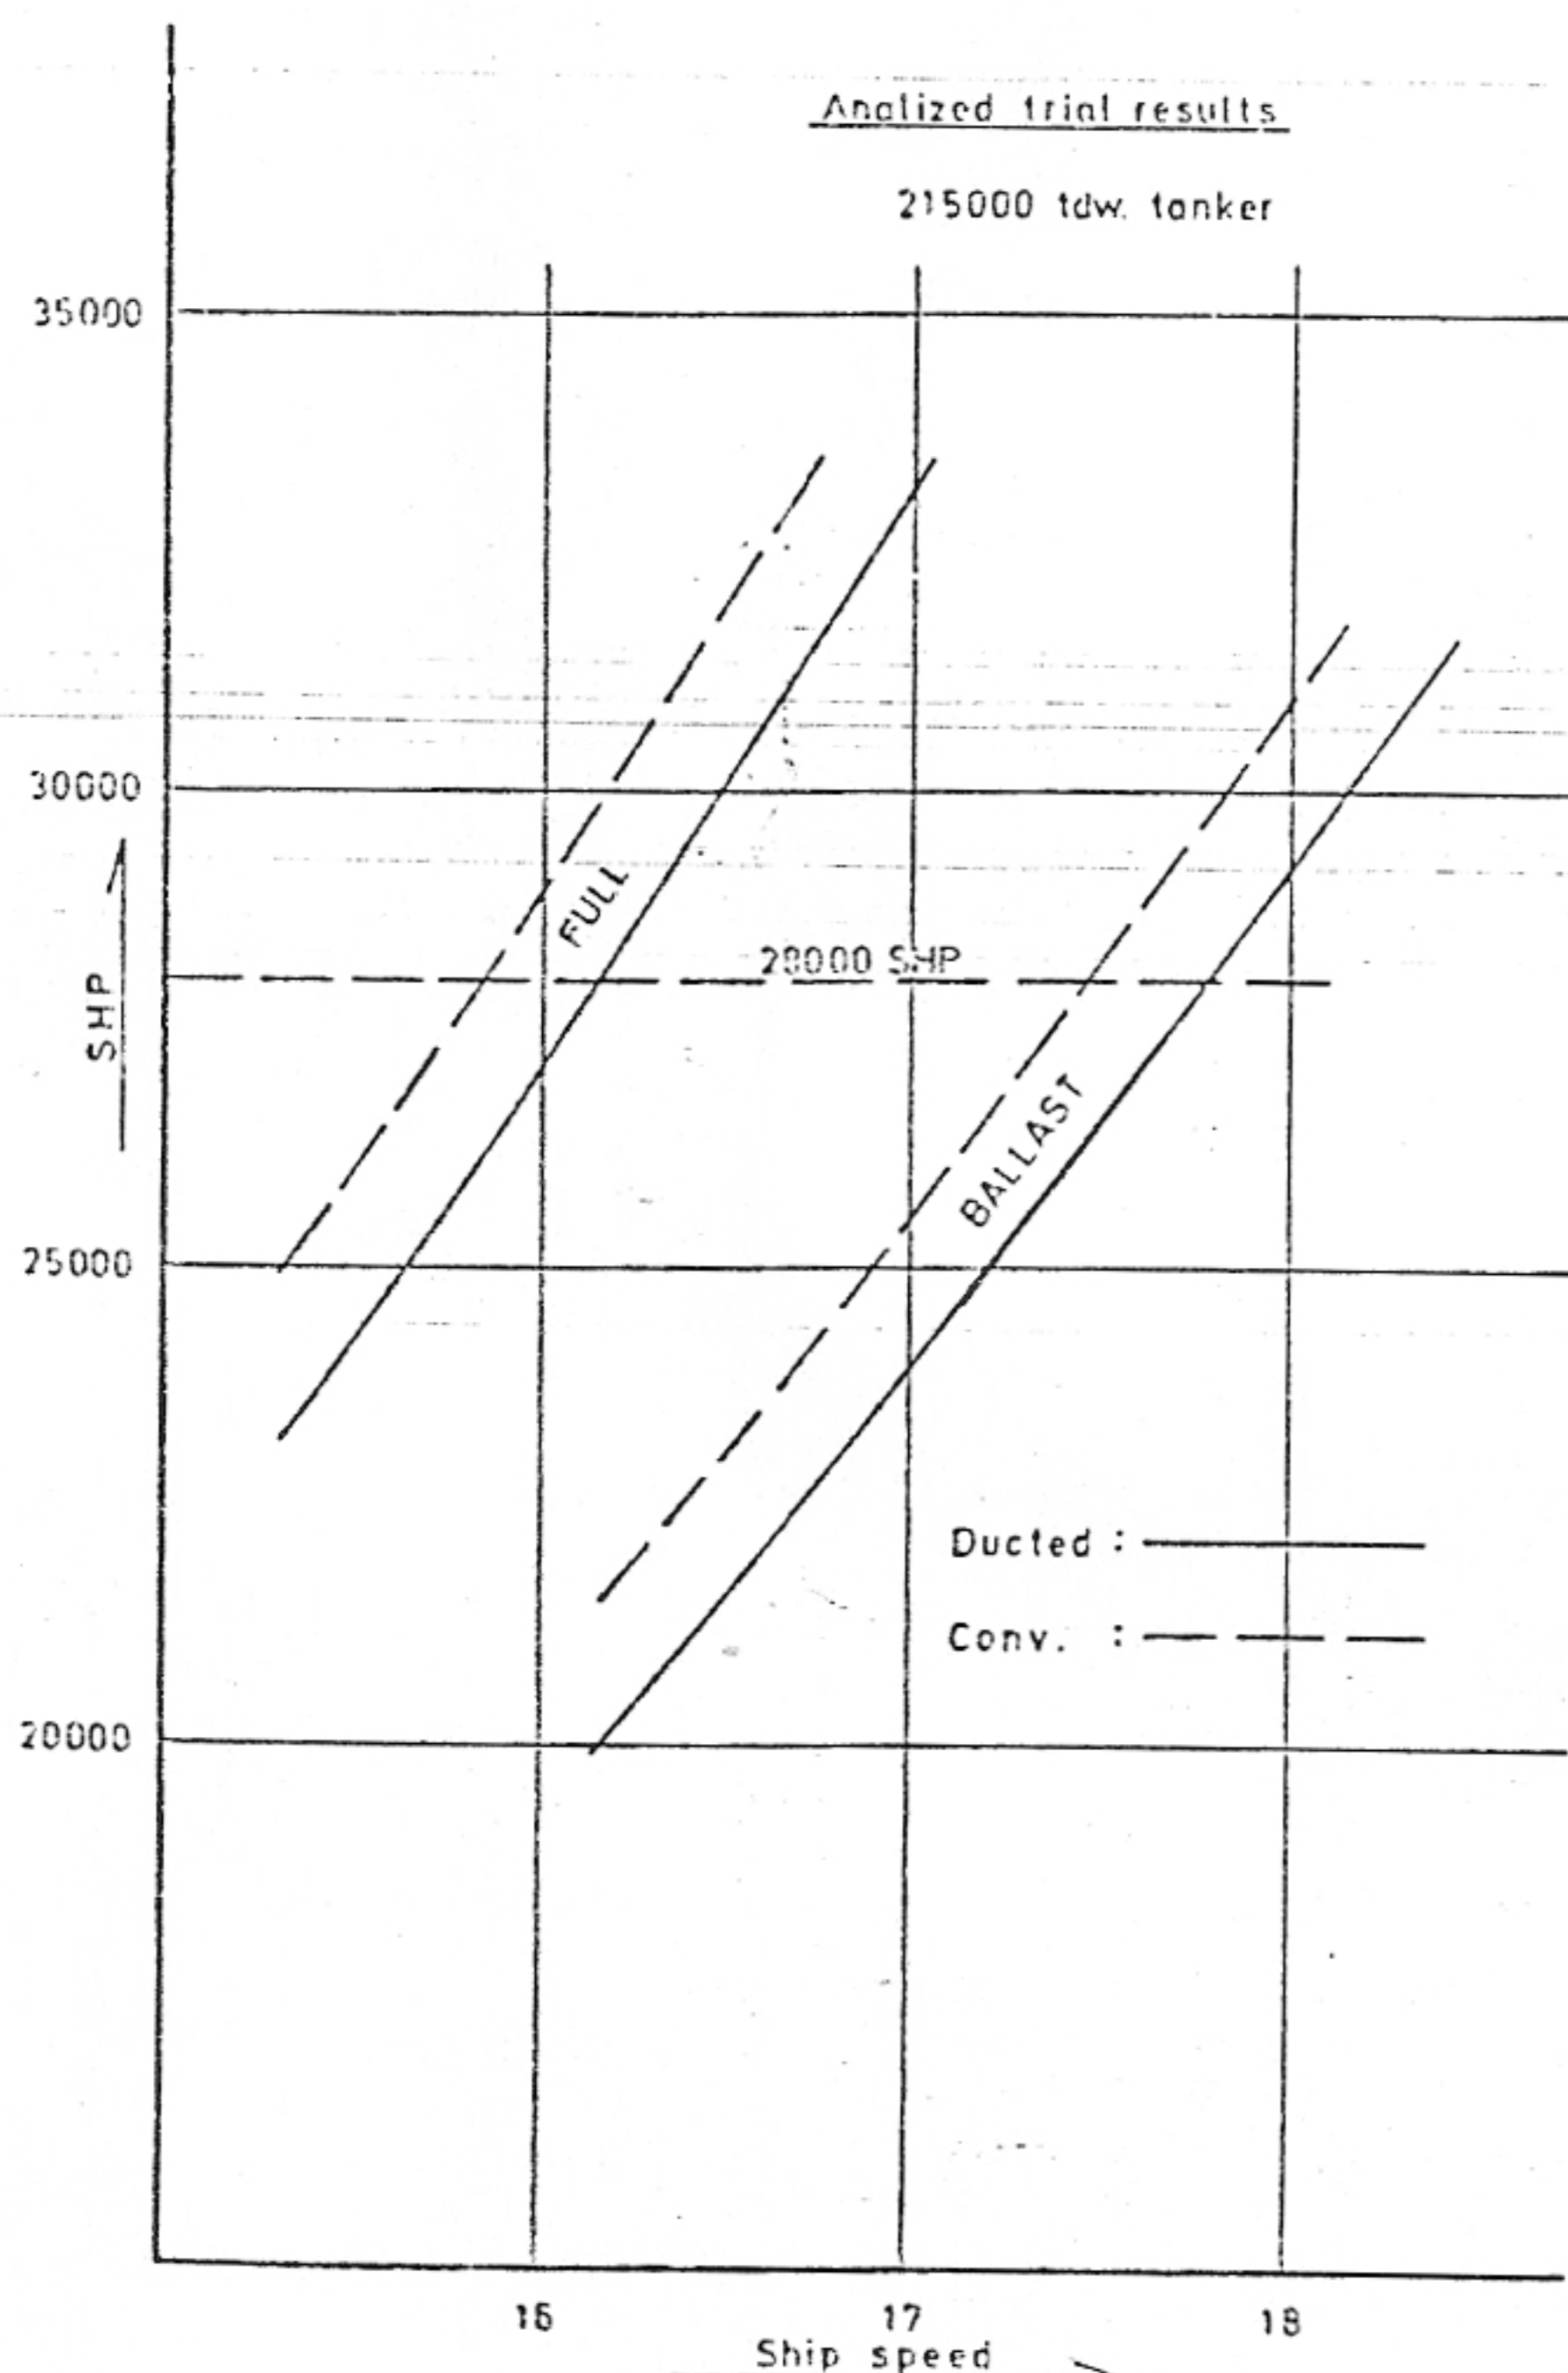 Analized trial results
215000 tdw. tanker
35000
30000
SHP
FULL
28000 SHP
BALLAST
25000
Ducted :
Conv. :
20000
16
17
18
Ship speed